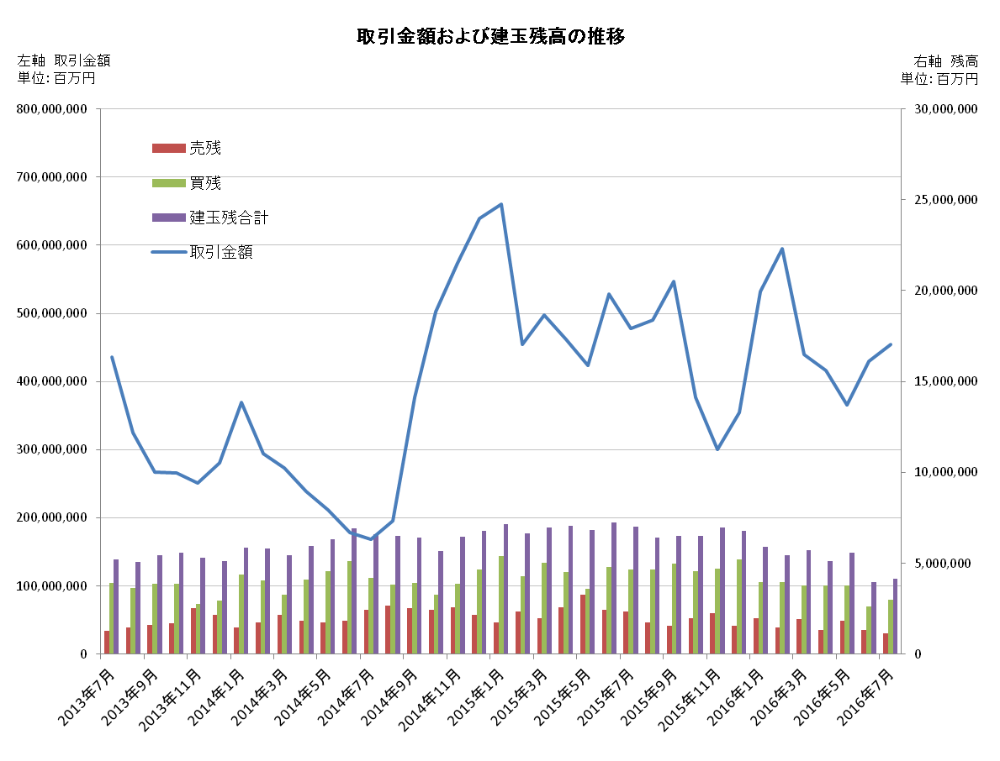 取引金額および建玉残高の推移
左軸 取引金額
単位：百万円
右軸 残高
単位：百万円
800,000,000
700,000,000
600,000,000
500,000,000
400,000,000
300,000,000
200,000,000
100,000,000
0
売残
買残
建玉残合計
取引金額
30,000,000
25,000,000
20,000,000
15,000,000
10,000,000
5,000,000
0
2013年7月
2013年9月
2013年11月
2014年1月
2014年3月
2014年5月
2014年7月
2014年9月
2014年11月
2015年1月
2015年3月
2015年5月
2015年7月
2015年9月
2015年11月
2016年1月
2016年3月
2016年5月
2016年7月